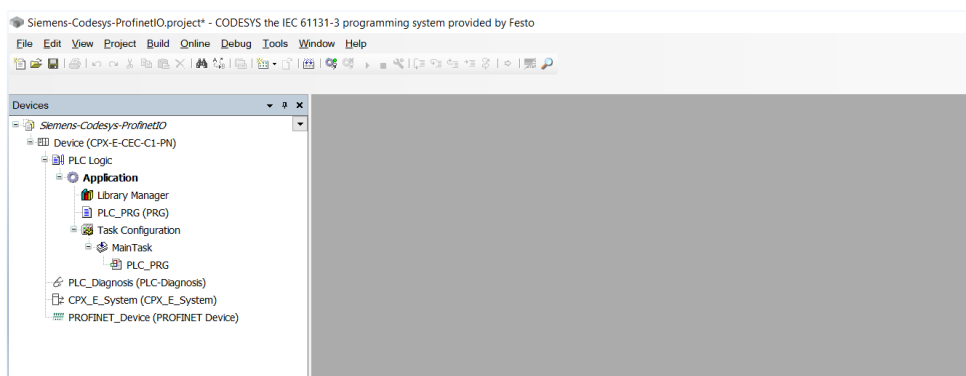 Siemens-Codesys-ProfinetIO.project* - CODESYS the IEC 61131-3 programming system provided by Festo
File Edit View Project Build Online Debug Tools Window Help
Devices
Siemens-Codesys-ProfinetIO
Device (CPX-E-CEC-C1-PN)
PLC Logic
Application
Library Manager
PLC_PRG (PRG)
Task Configuration
MainTask
PLC_PRG
PLC_Diagnosis (PLC-Diagnosis)
CPX_E_System (CPX_E_System)
PROFINET_Device (PROFINET Device)